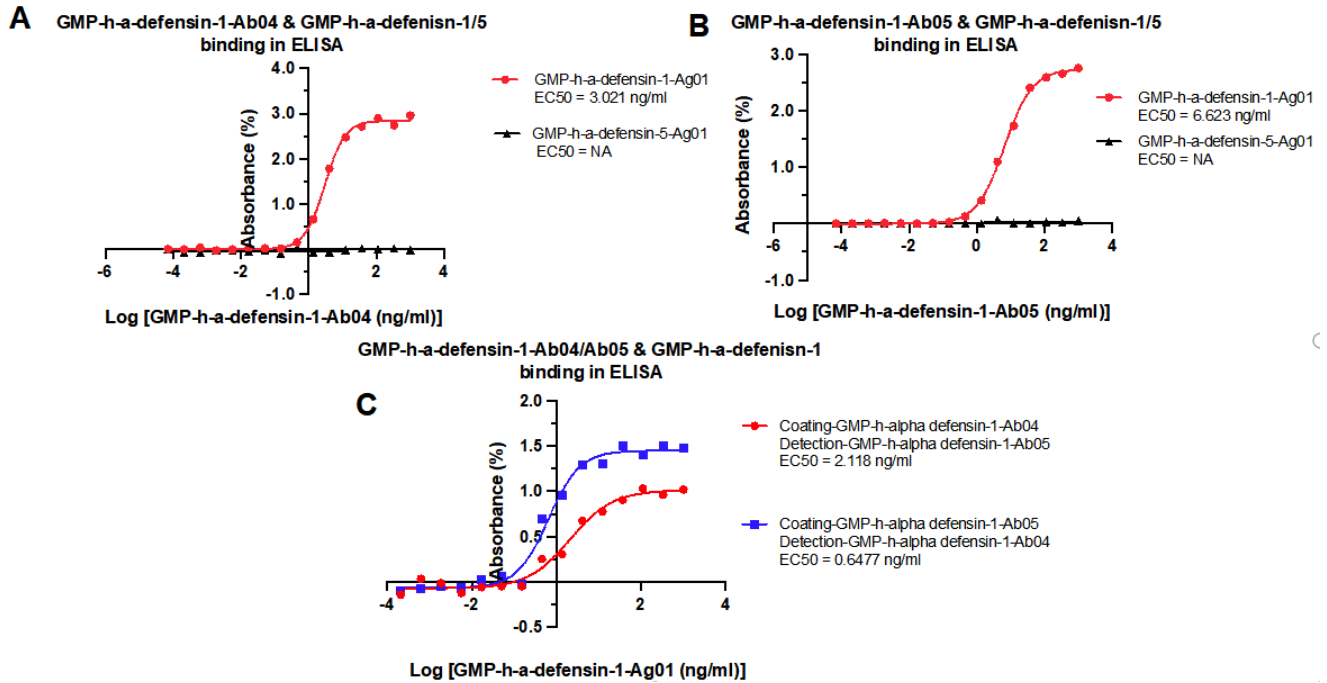 A
GMP-h-a-defensin-1-Ab04 & GMP-h-a-defenisn-1/5
binding in ELISA
Absorbance (%)
4.0
3.0
2.0
1.0
-1.0
-6
-4
-2
0
2
4
Log [GMP-h-a-defensin-1-Ab04 (ng/ml)]
GMP-h-a-defensin-1-Ag01
EC50 = 3.021 ng/ml
GMP-h-a-defensin-5-Ag01
EC50 = NA
B
GMP-h-a-defensin-1-Ab05 & GMP-h-a-defenisn-1/5
binding in ELISA
Absorbance (%)
3.0
2.0
1.0
-1.0
-6
-4
-2
0
2
4
Log [GMP-h-a-defensin-1-Ab05 (ng/ml)]
GMP-h-a-defensin-1-Ag01
EC50 = 6.623 ng/ml
GMP-h-a-defensin-5-Ag01
EC50 = NA
GMP-h-a-defensin-1-Ab04/Ab05 & GMP-h-a-defenisn-1
binding in ELISA
C
Absorbance (%)
2.0
1.5
1.0
0.5
-0.5
-4
-2
0
2
4
Log [GMP-h-a-defensin-1-Ag01 (ng/ml)]
Coating-GMP-h-alpha defensin-1-Ab04
Detection-GMP-h-alpha defensin-1-Ab05
EC50 = 2.118 ng/ml
Coating-GMP-h-alpha defensin-1-Ab05
Detection-GMP-h-alpha defensin-1-Ab04
EC50 = 0.6477 ng/ml